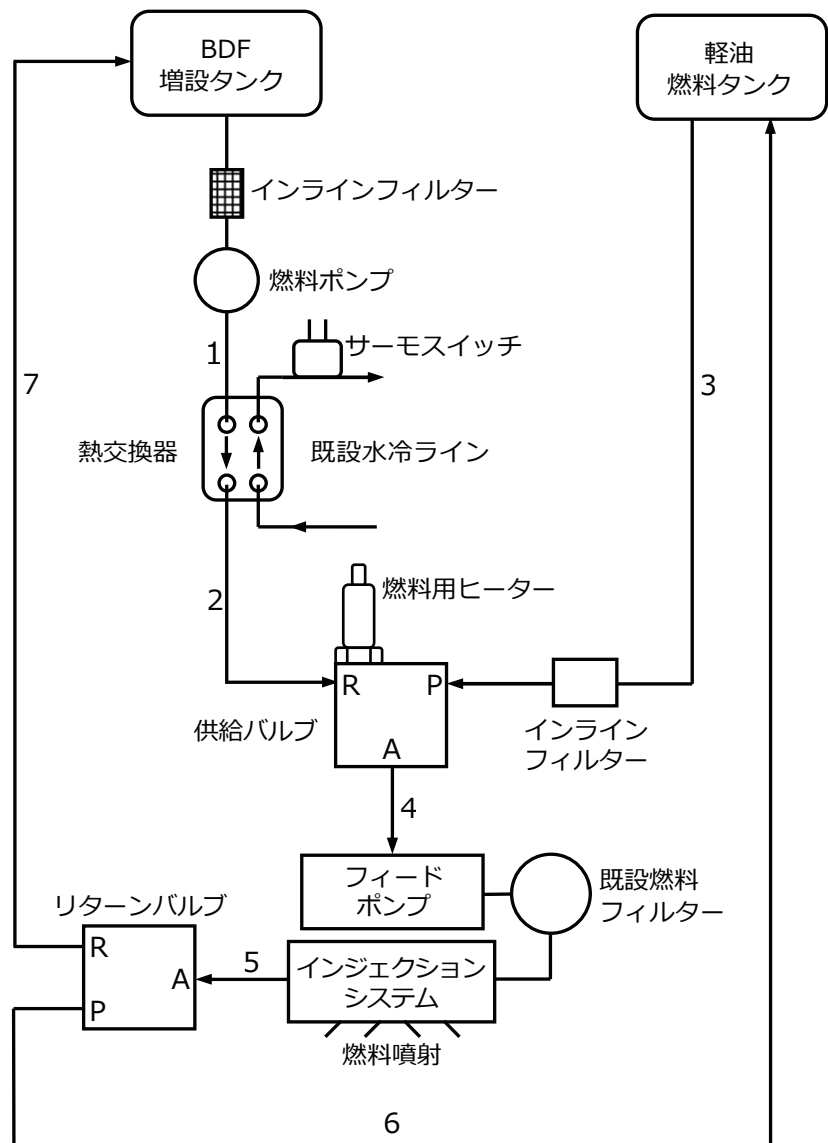 BDF
増設タンク
軽油
燃料タンク
インラインフィルター
燃料ポンプ
1
サーモスイッチ
7
3
熱交換器
既設水冷ライン
2
燃料用ヒーター
R
P
供給バルブ
A
インライン
フィルター
4
フィード
ポンプ
既設燃料
フィルター
リターンバルブ
R
A
P
5
インジェクション
システム
燃料噴射
6